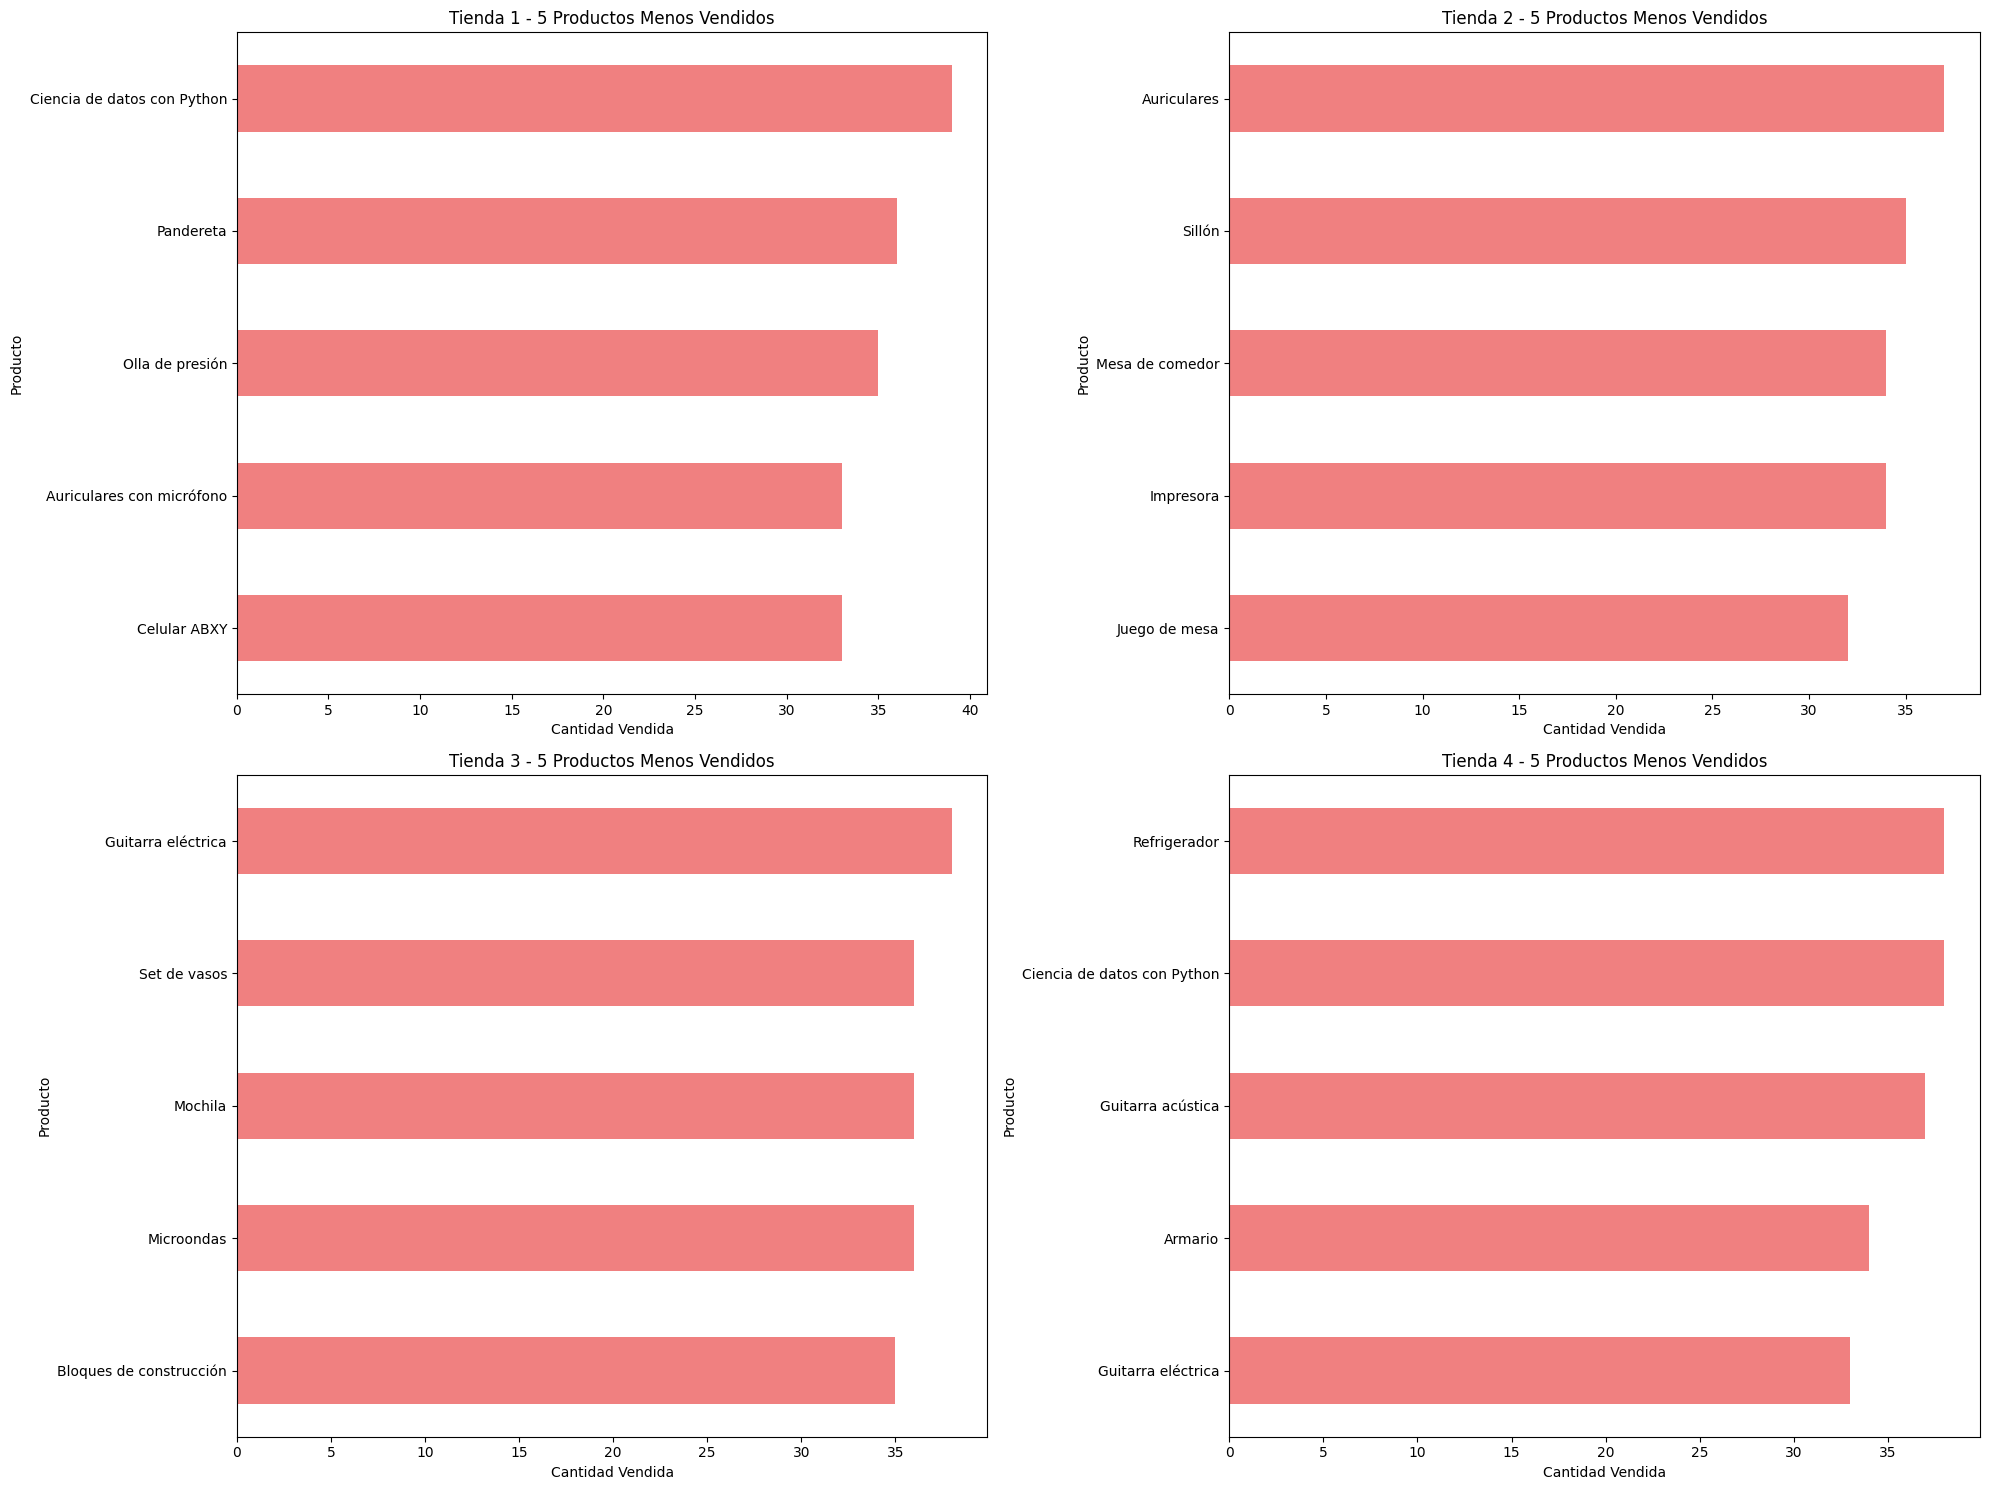 Tienda 1 - 5 Productos Menos Vendidos
Producto
Ciencia de datos con Python
Pandereta
Olla de presión
Auriculares con micrófono
Celular ABXY
0 5 10 15 20 25 30 35 40
Cantidad Vendida
Tienda 2 - 5 Productos Menos Vendidos
Producto
Auriculares
Sillón
Mesa de comedor
Impresora
Juego de mesa
0 5 10 15 20 25 30 35
Cantidad Vendida
Tienda 3 - 5 Productos Menos Vendidos
Producto
Guitarra eléctrica
Set de vasos
Mochila
Microondas
Bloques de construcción
0 5 10 15 20 25 30 35
Cantidad Vendida
Tienda 4 - 5 Productos Menos Vendidos
Producto
Refrigerador
Ciencia de datos con Python
Guitarra acústica
Armario
Guitarra eléctrica
0 5 10 15 20 25 30 35
Cantidad Vendida